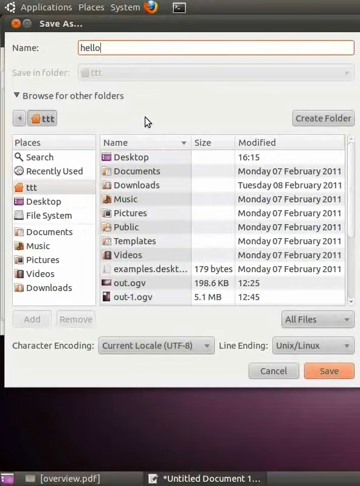 Applications Places System
Save As...
Name: hello
Save in folder: ttt
Browse for other folders
ttt Create Folder
Places Name Size Modified
Search Desktop 16:15
Recently Used Documents Monday 07 February 2011
ttt Downloads Tuesday 08 February 2011
Desktop Music Monday 07 February 2011
File System Pictures Monday 07 February 2011
Documents Public Monday 07 February 2011
Music Templates Monday 07 February 2011
Pictures Videos Monday 07 February 2011
Videos examples.deskt... 179 bytes Monday 07 February 2011
Downloads out.ogv 198.6 KB 12:25
out-1.ogv 5.1 MB 12:45
Add Remove All Files
Character Encoding: Current Locale (UTF-8) Line Ending: Unix/Linux
Cancel Save
[overview.pdf] *Untitled Document 1...